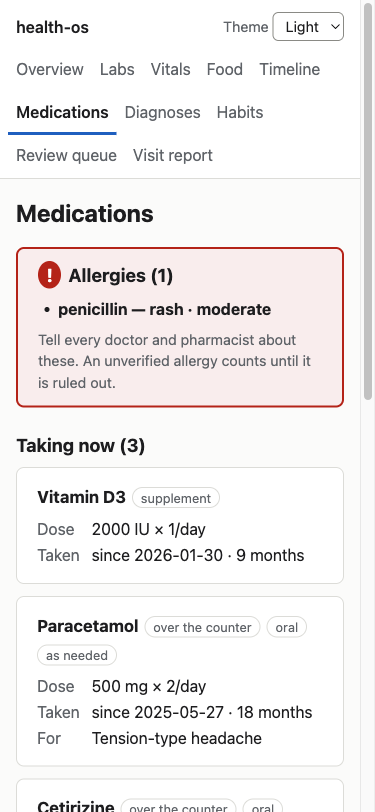 health-os
Theme Light
Overview Labs Vitals Food Timeline
Medications Diagnoses Habits
Review queue Visit report
Medications
! Allergies (1)
• penicillin — rash · moderate
Tell every doctor and pharmacist about
these. An unverified allergy counts until it
is ruled out.
Taking now (3)
Vitamin D3 supplement
Dose 2000 IU × 1/day
Taken since 2026-01-30 · 9 months
Paracetamol over the counter oral
as needed
Dose 500 mg × 2/day
Taken since 2025-05-27 · 18 months
For Tension-type headache
Cetirizine over the counter oral